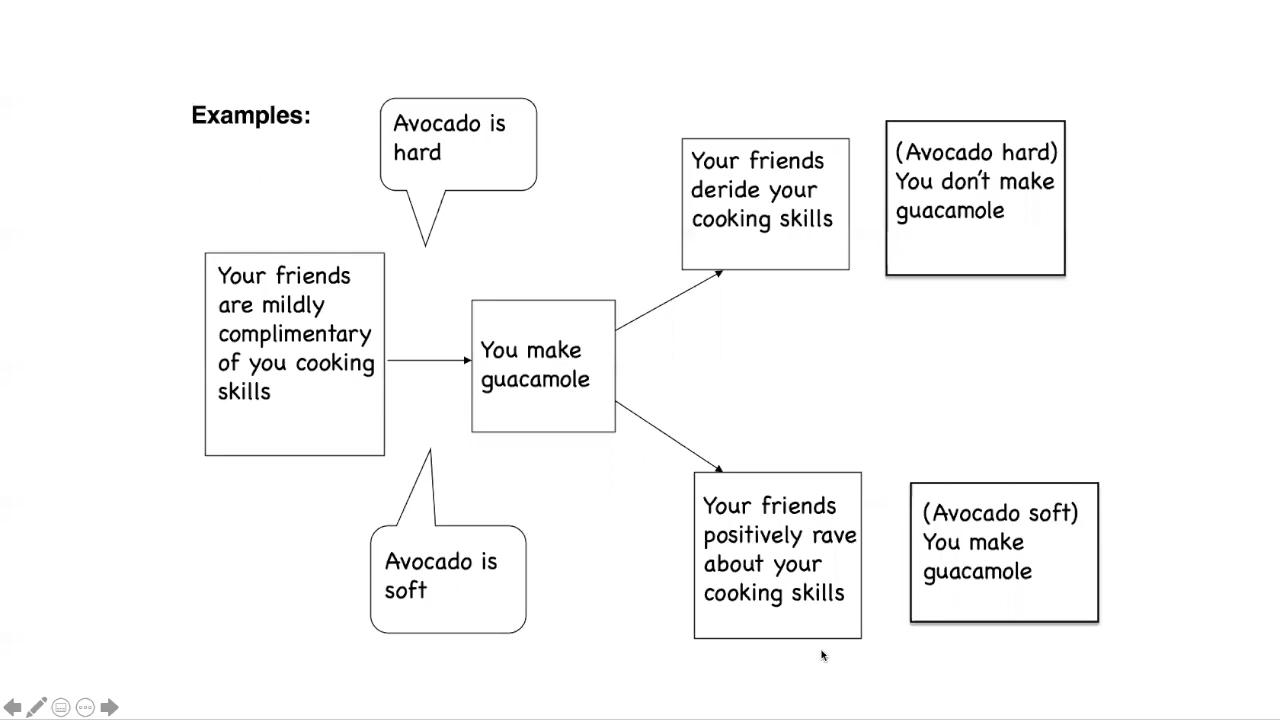 Examples:
Avocado is
hard
Your friends
are mildly
complimentary
of you cooking
skills
You make
guacamole
Avocado is
soft
Your friends
deride your
cooking skills
(Avocado hard)
You don't make
guacamole
Your friends
positively rave
about your
cooking skills
(Avocado soft)
You make
guacamole